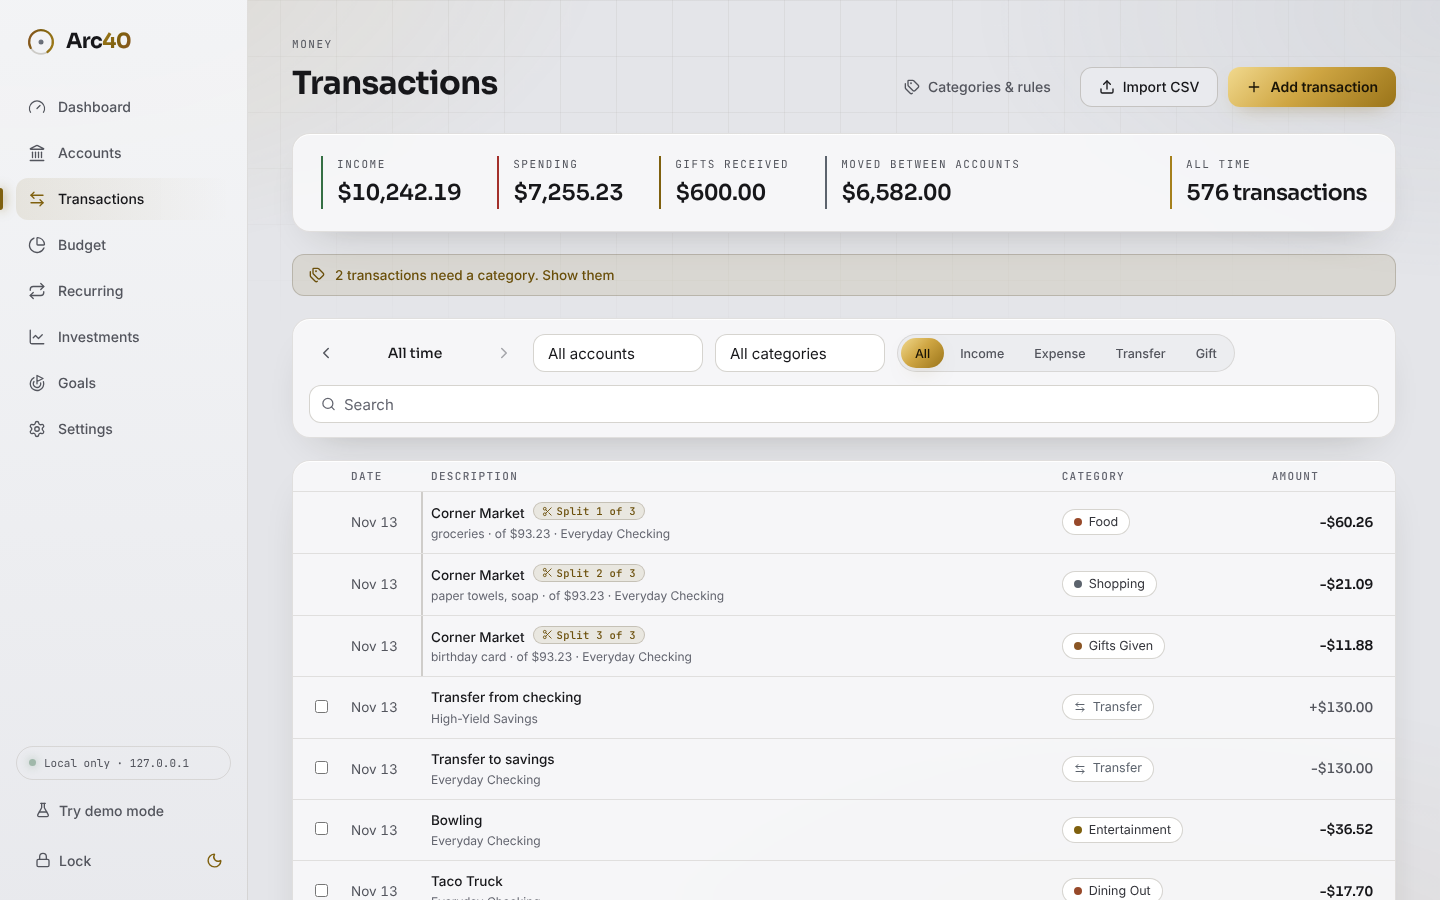 Arc40
Dashboard
Accounts
Transactions
Budget
Recurring
Investments
Goals
Settings
Local only · 127.0.0.1
Try demo mode
Lock
MONEY
Transactions
Categories & rules
Import CSV
Add transaction
INCOME
$10,242.19
SPENDING
$7,255.23
GIFTS RECEIVED
$600.00
MOVED BETWEEN ACCOUNTS
$6,582.00
ALL TIME
576 transactions
2 transactions need a category. Show them
All time
All accounts
All categories
All
Income
Expense
Transfer
Gift
Search
DATE DESCRIPTION CATEGORY AMOUNT
Nov 13 Corner Market Split 1 of 3 Food -$60.26
groceries · of $93.23 · Everyday Checking
Nov 13 Corner Market Split 2 of 3 Shopping -$21.09
paper towels, soap · of $93.23 · Everyday Checking
Nov 13 Corner Market Split 3 of 3 Gifts Given -$11.88
birthday card · of $93.23 · Everyday Checking
Nov 13 Transfer from checking Transfer +$130.00
High-Yield Savings
Nov 13 Transfer to savings Transfer -$130.00
Everyday Checking
Nov 13 Bowling Entertainment -$36.52
Everyday Checking
Nov 13 Taco Truck Dining Out -$17.70
Everyday Checking